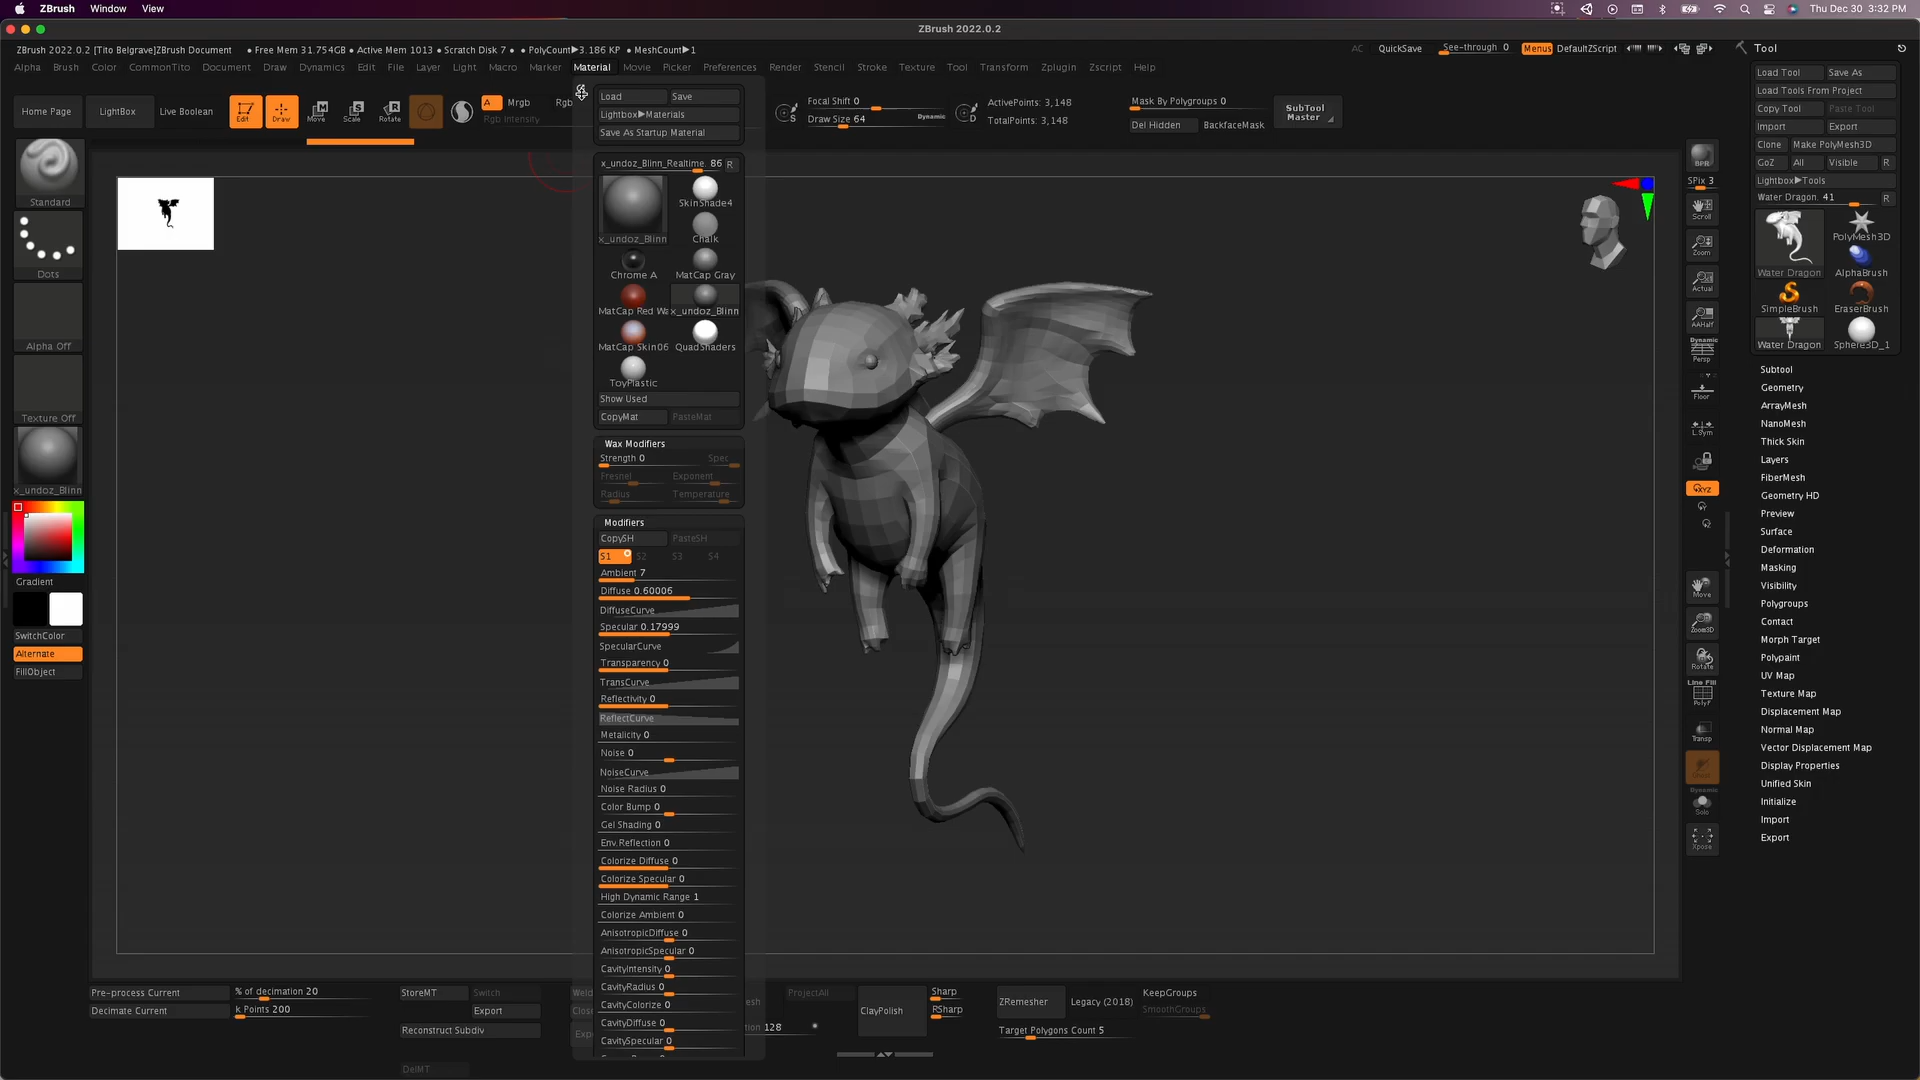 ZBrush Window View
Thu Dec 30 3:32 PM
ZBrush 2022.0.2
ZBrush 2022.0.2 [Tito Belgrave]ZBrush Document ● Free Mem 31.754GB ● Active Mem 1013 ● Scratch Disk 7 ● ● PolyCount▶3.186 KP ● MeshCount▶1
AC QuickSave See-through 0 Menus DefaultZScript
Alpha Brush Color CommonTito Document Draw Dynamics Edit File Layer Light Macro Marker Material Movie Picker Preferences Render Stencil Stroke Texture Tool Transform Zplugin Zscript Help
Home Page LightBox Live Boolean
Edit Draw Move Scale Rotate
A Mrgb Rgb
Rgb Intensity
Focal Shift 0
Draw Size 64 Dynamic
S
D
ActivePoints: 3,148
TotalPoints: 3,148
Mask By Polygroups 0
Del Hidden BackfaceMask
SubTool
Master
Standard
Dots
Alpha Off
Texture Off
x_undoz_Blinn
Gradient
SwitchColor
Alternate
FillObject
Load Save
Lightbox▶Materials
Save As Startup Material
x_undoz_Blinn_Realtime. 86 R
SkinShade4
x_undoz_Blinn Chalk
Chrome A MatCap Gray
MatCap Red Wa x_undoz_Blinn
MatCap Skin06 QuadShaders
ToyPlastic
Show Used
CopyMat PasteMat
Wax Modifiers
Strength 0 Spec
Fresnel Exponent
Radius Temperature
Modifiers
CopySH PasteSH
S1 S2 S3 S4
Ambient 7
Diffuse 0.60006
DiffuseCurve
Specular 0.17999
SpecularCurve
Transparency 0
TransCurve
Reflectivity 0
ReflectCurve
Metalicity 0
Noise 0
NoiseCurve
Noise Radius 0
Color Bump 0
Gel Shading 0
Env.Reflection 0
Colorize Diffuse 0
Colorize Specular 0
High Dynamic Range 1
Colorize Ambient 0
AnisotropicDiffuse 0
AnisotropicSpecular 0
CavityIntensity 0
CavityRadius 0
CavityColorize 0
CavityDiffuse 0
CavitySpecular 0
BPR
SPix 3
Scroll
Zoom
Actual
AAHalf
Dynamic
Persp
Floor
L.Sym
XYZ
Move
Zoom3D
Rotate
Line Fill
PolyF
Transp
Dynamic
Solo
Xpose
Tool
Load Tool Save As
Load Tools From Project
Copy Tool Paste Tool
Import Export
Clone Make PolyMesh3D
GoZ All Visible R
Lightbox▶Tools
Water Dragon. 41 R
Water Dragon PolyMesh3D
AlphaBrush
SimpleBrush EraserBrush
Water Dragon Sphere3D_1
Subtool
Geometry
ArrayMesh
NanoMesh
Thick Skin
Layers
FiberMesh
Geometry HD
Preview
Surface
Deformation
Masking
Visibility
Polygroups
Contact
Morph Target
Polypaint
UV Map
Texture Map
Displacement Map
Normal Map
Vector Displacement Map
Display Properties
Unified Skin
Initialize
Import
Export
Pre-process Current
Decimate Current
% of decimation 20
k Points 200
StoreMT Switch
Export
Reconstruct Subdiv
DelMT
ProjectAll
128
ClayPolish
Sharp
RSharp
ZRemesher Legacy (2018)
KeepGroups
SmoothGroups
Target Polygons Count 5